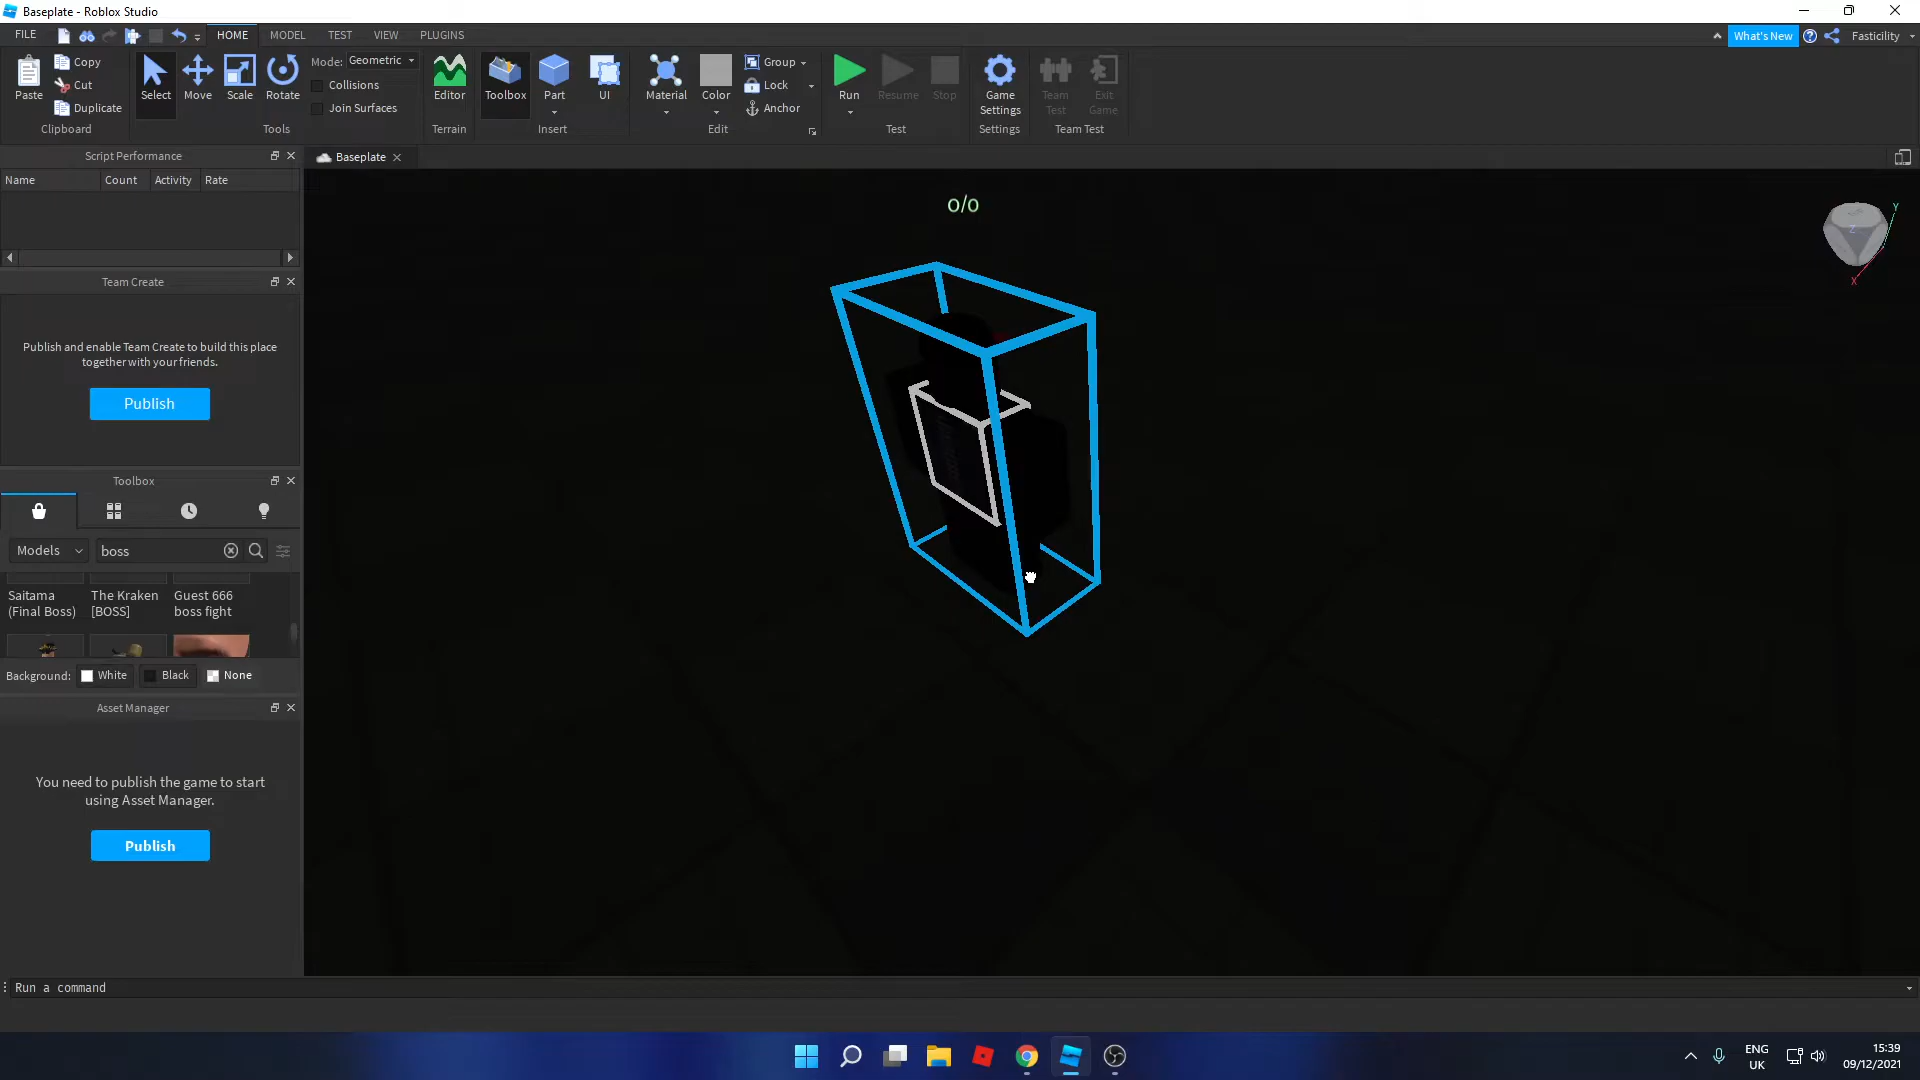 Baseplate - Roblox Studio
FILE HOME MODEL TEST VIEW PLUGINS What's New Fasticility
Paste Copy Cut Duplicate
Clipboard
Select Move Scale Rotate
Mode: Geometric
Collisions
Join Surfaces
Tools
Editor
Terrain
Toolbox Part UI
Insert
Material Color Group Lock Anchor
Edit
Run Resume Stop
Test
Game Settings
Settings
Team Test Exit Game
Team Test
Script Performance
Baseplate
Name Count Activity Rate
0/0
Y
Z
X
Team Create
Publish and enable Team Create to build this place
together with your friends.
Publish
Toolbox
Models boss
Saitama (Final Boss)
The Kraken [BOSS]
Guest 666 boss fight
Background: White Black None
Asset Manager
You need to publish the game to start
using Asset Manager.
Publish
Run a command
ENG
UK
15:39
09/12/2021